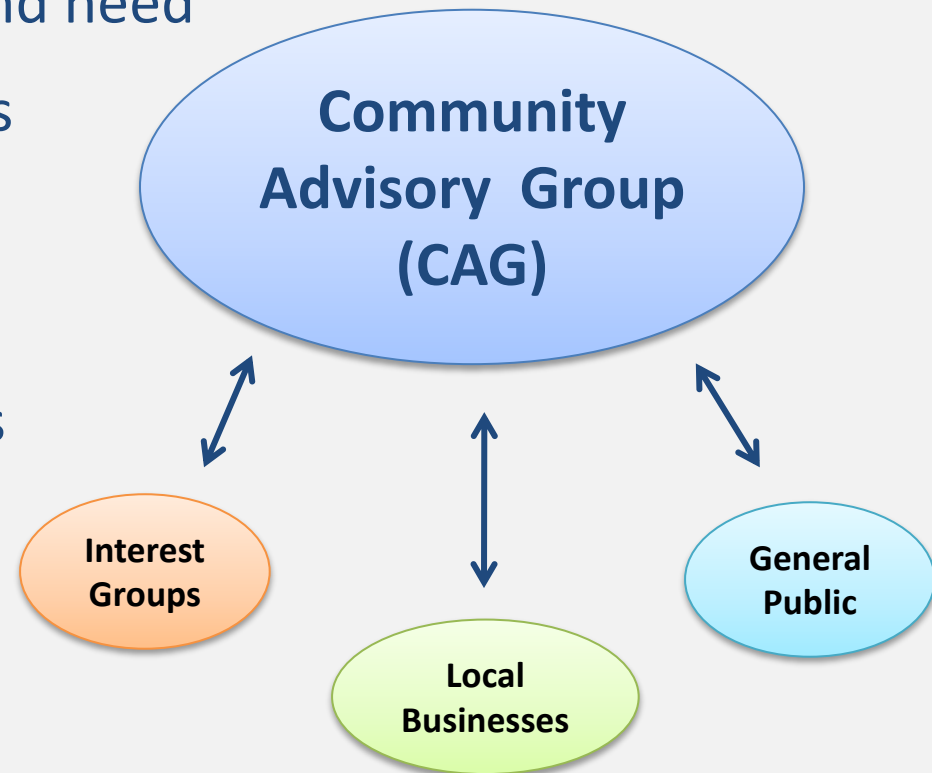 nd need
s
s
Community
Advisory Group
(CAG)
Interest
Groups
General
Public
Local
Businesses